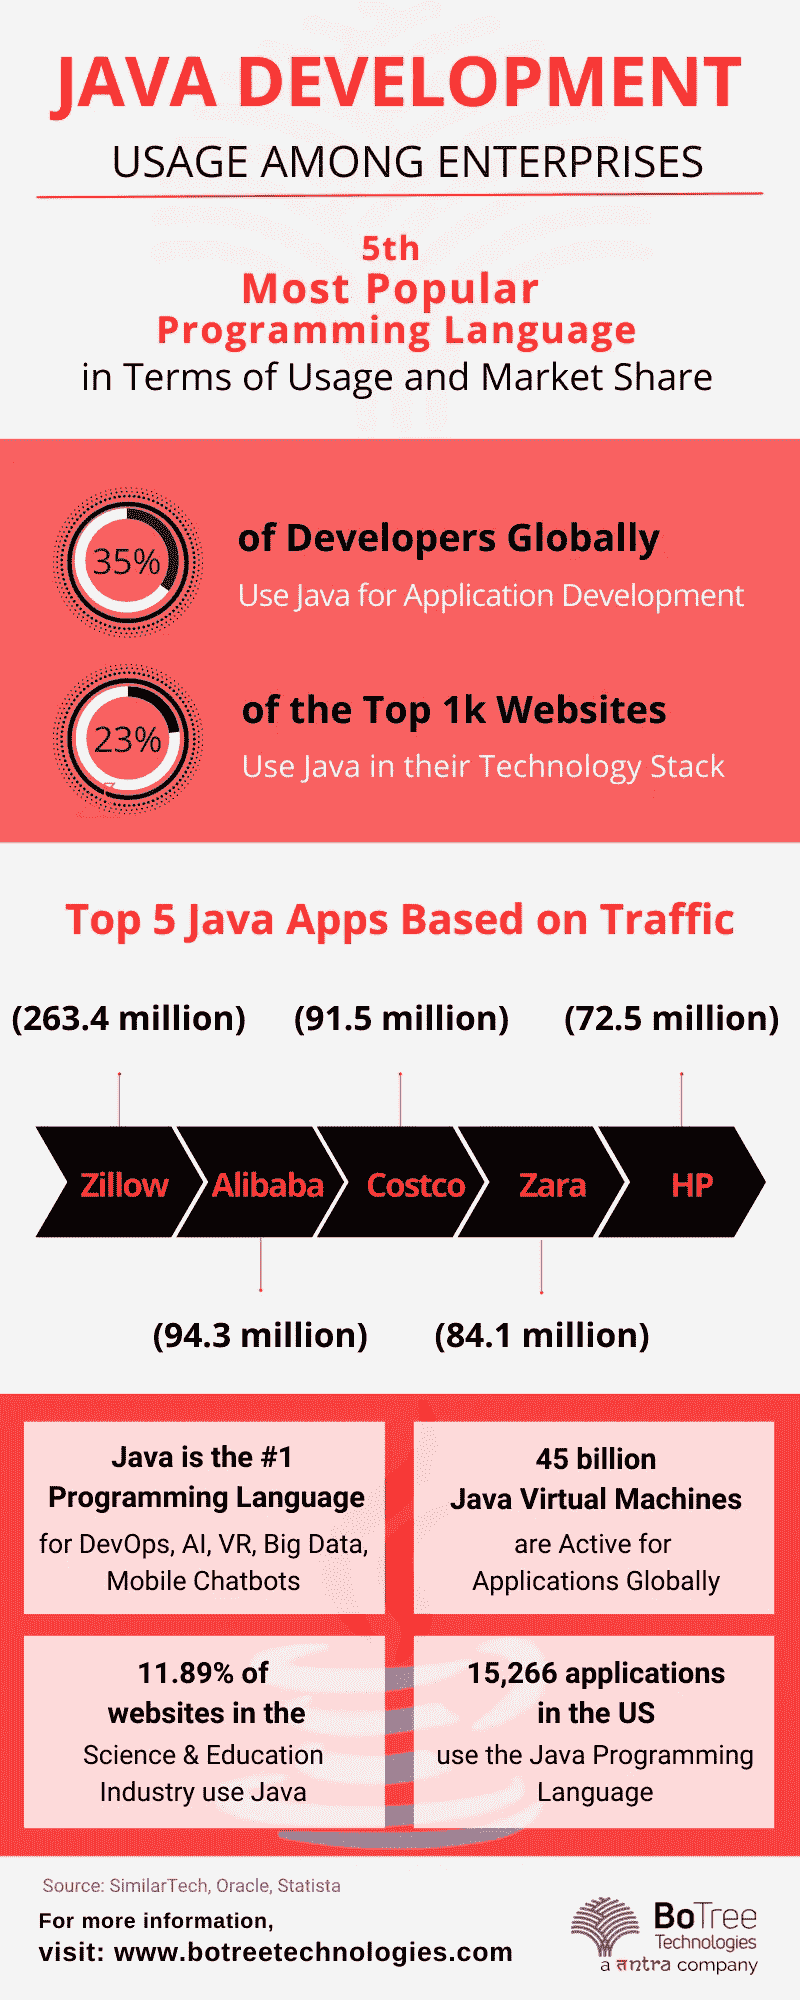 JAVA DEVELOPMENT
USAGE AMONG ENTERPRISES
5th
Most Popular
Programming Language
in Terms of Usage and Market Share
35%
of Developers Globally
Use Java for Application Development
23%
of the Top 1k Websites
Use Java in their Technology Stack
Top 5 Java Apps Based on Traffic
(263.4 million) (91.5 million) (72.5 million)
Zillow Alibaba Costco Zara HP
(94.3 million) (84.1 million)
Java is the #1
Programming Language
for DevOps, AI, VR, Big Data,
Mobile Chatbots
45 billion
Java Virtual Machines
are Active for
Applications Globally
11.89% of
websites in the
Science & Education
Industry use Java
15,266 applications
in the US
use the Java Programming
Language
Source: SimilarTech, Oracle, Statista
For more information,
visit: www.botreetechnologies.com
BoTree
Technologies
a antra company